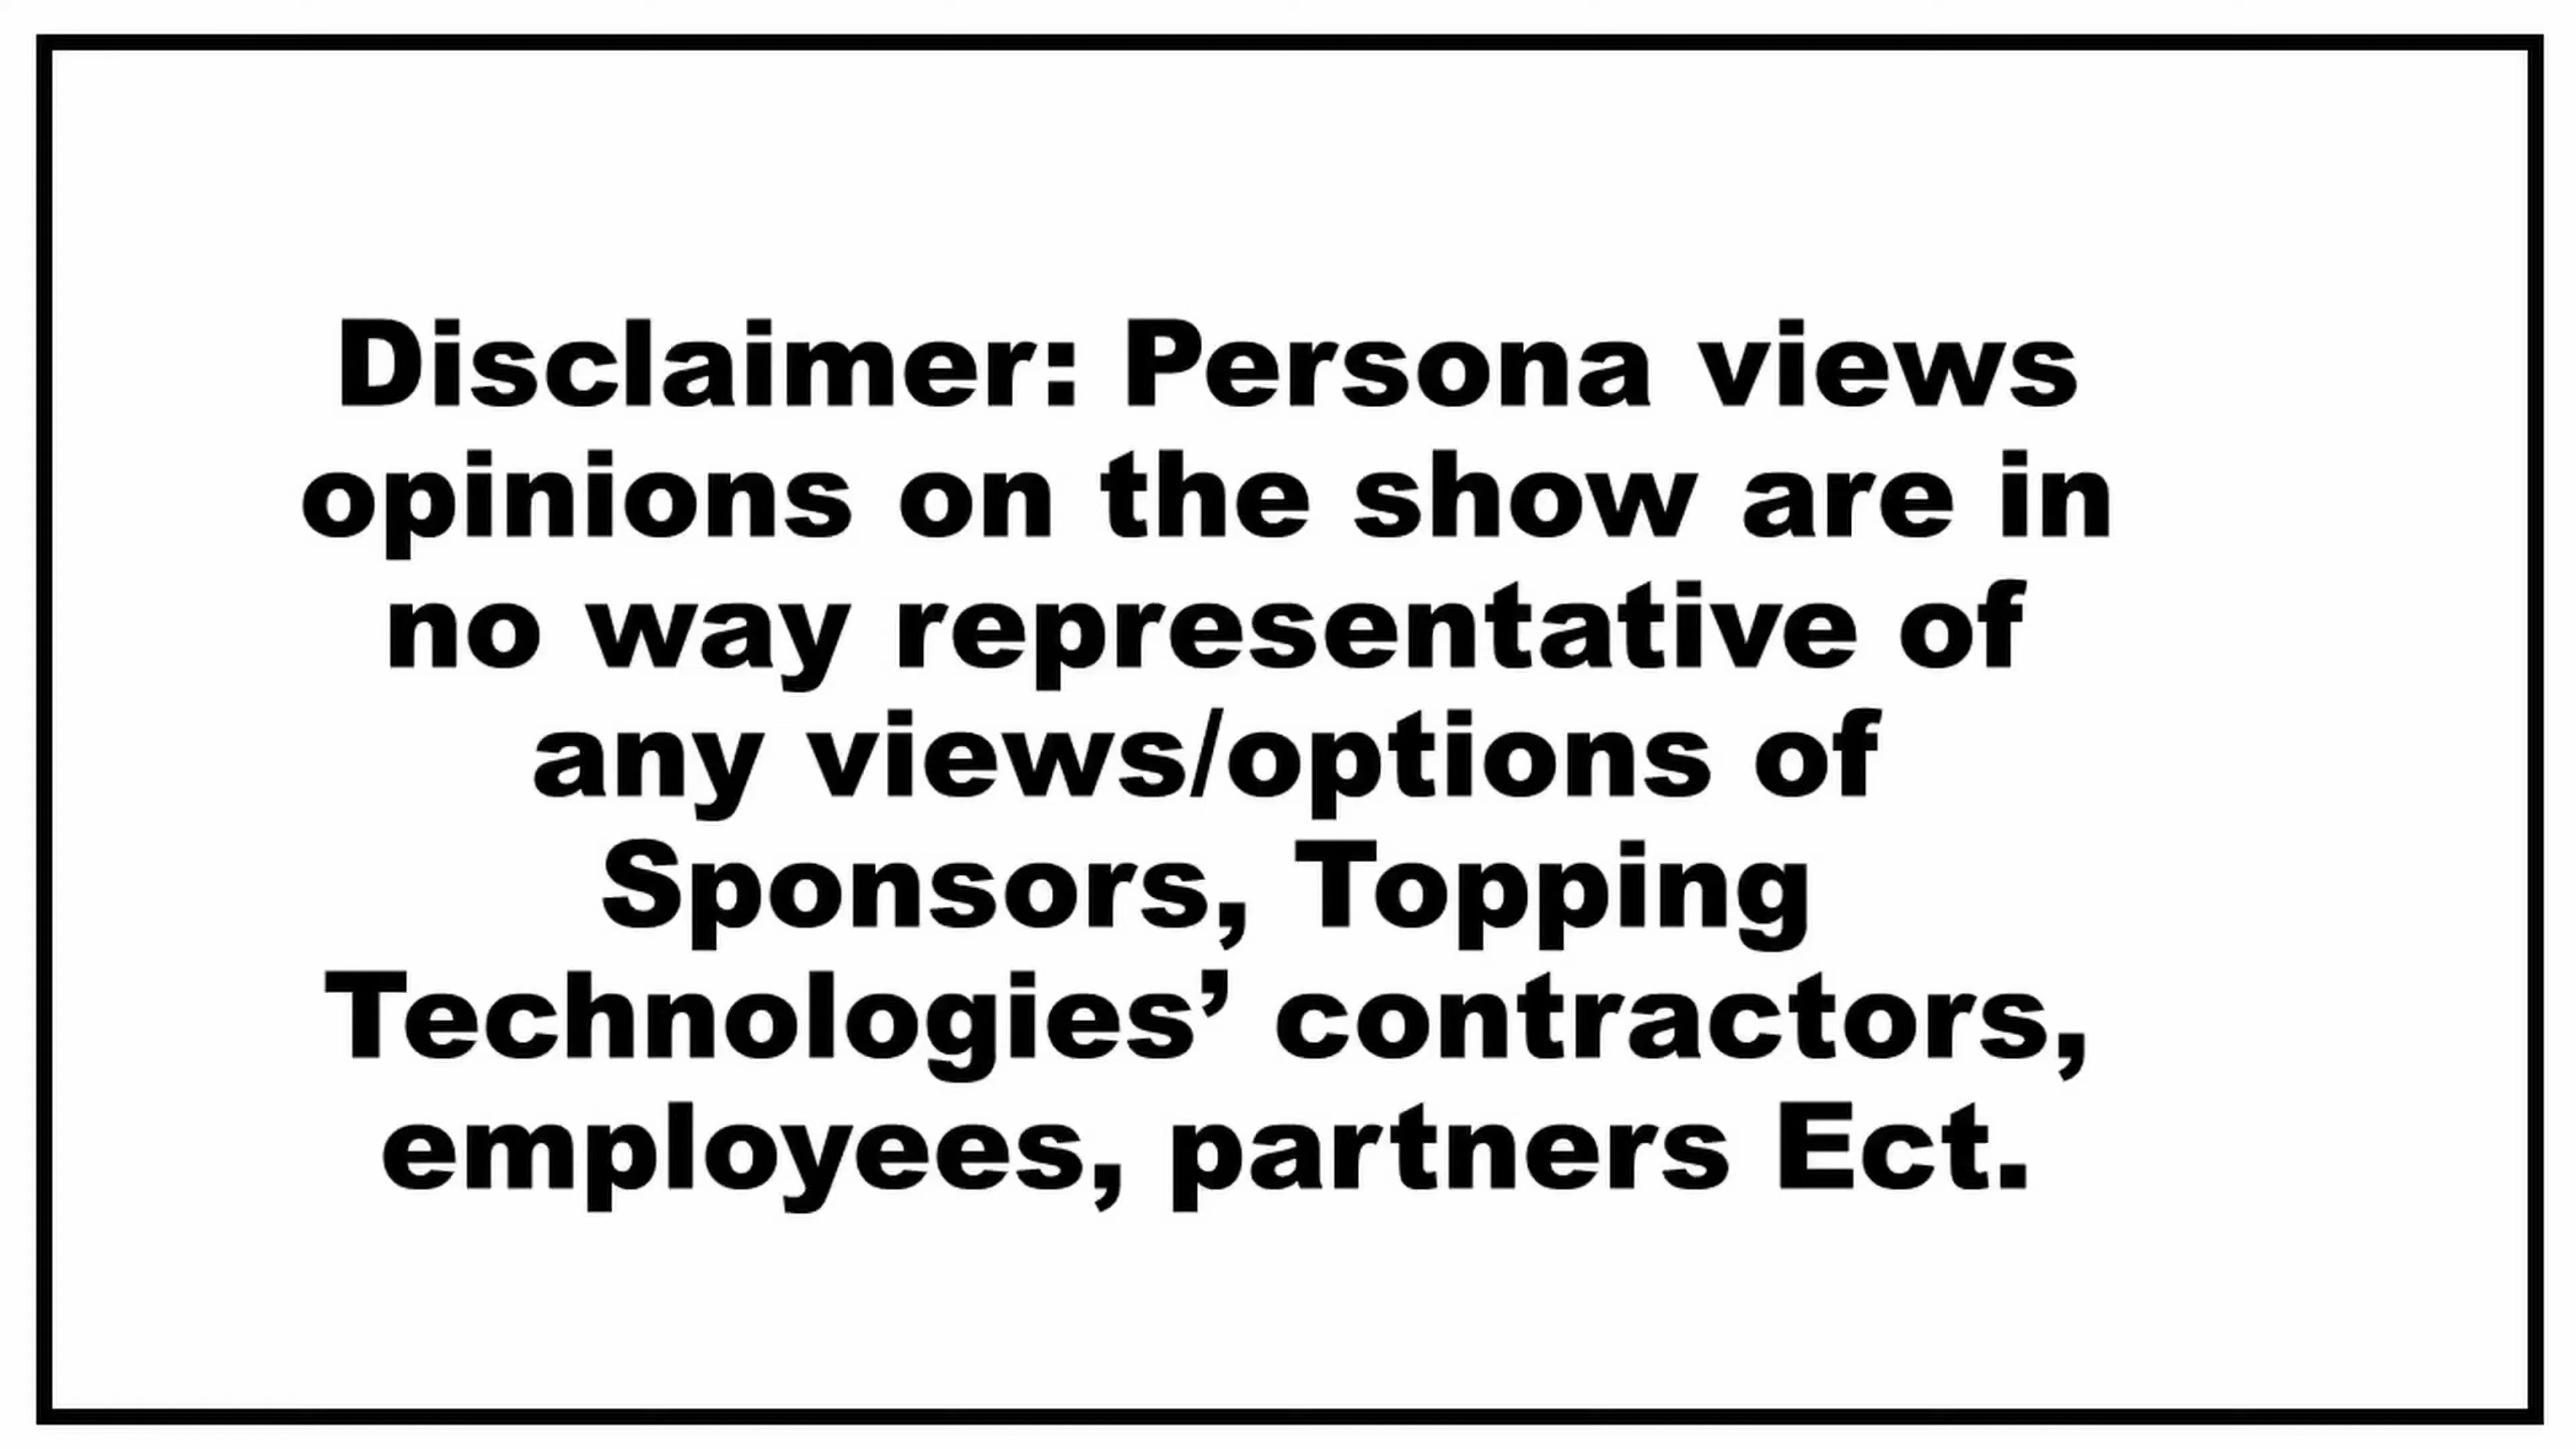 Disclaimer: Persona views
opinions on the show are in
no way representative of
any views/options of
Sponsors, Topping
Technologies’ contractors,
employees, partners Ect.